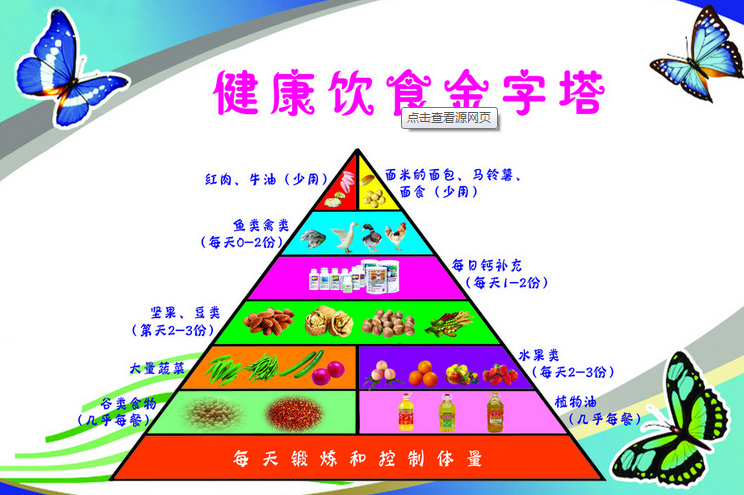 健康饮食金字塔
点击查看源网页
红肉、牛油（少用）
面米的面包、马铃薯、
面食（少用）
鱼类禽类
（每天0-2份）
每日钙补充
（每天1-2份）
坚果、豆类
（第天2-3份）
大量蔬菜
水果类
（每天2-3份）
谷类食物
（几乎每餐）
植物油
（几乎每餐）
每天锻炼和控制体量